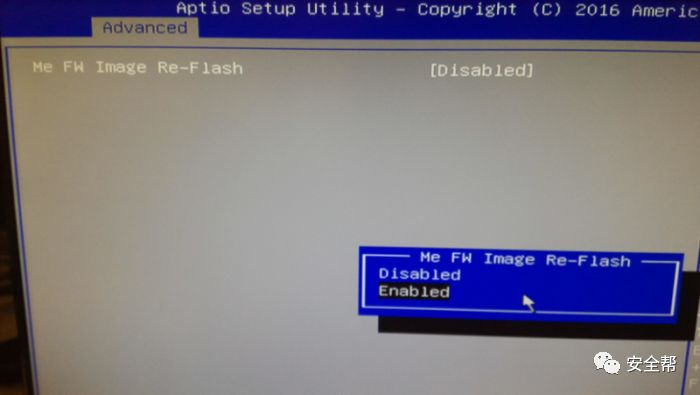 Aptio Setup Utility – Copyright (C) 2016 Americ
Advanced
Me FW Image Re-Flash [Disabled]
Me FW Image Re-Flash
Disabled
Enabled
E
+
F
安全帮